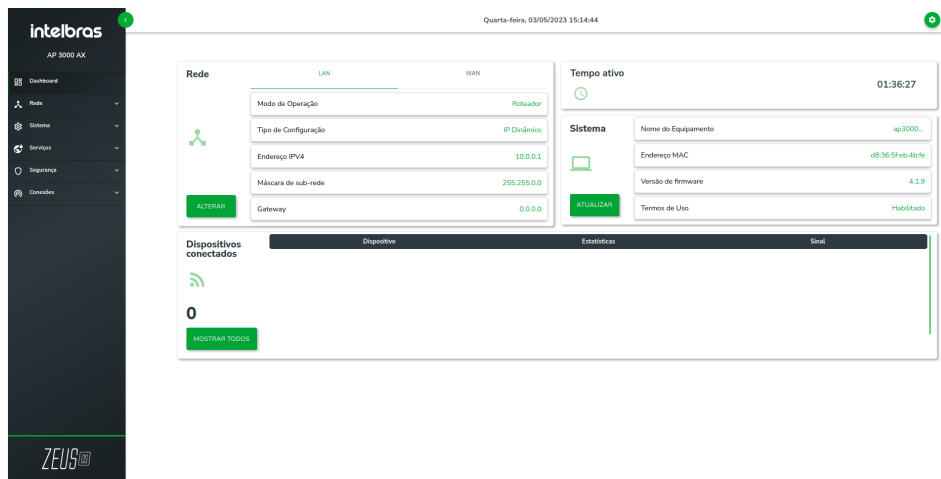 intelbras
AP 3000 AX
Dashboard
Rede
Sistema
Serviços
Segurança
Conexões
ZEUS OS
Quarta-feira, 03/05/2023 15:14:44
Rede
LAN
WAN
Modo de Operação Roteador
Tipo de Configuração IP Dinâmico
Endereço IPV4 10.0.0.1
Máscara de sub-rede 255.255.0.0
Gateway 0.0.0.0
ALTERAR
Tempo ativo
01:36:27
Sistema
Nome do Equipamento ap3000...
Endereço MAC d8:36:5f:eb:4b:fe
Versão de firmware 4.1.9
Termos de Uso Habilitado
ATUALIZAR
Dispositivos
conectados
0
MOSTRAR TODOS
Dispositivo Estatísticas Sinal